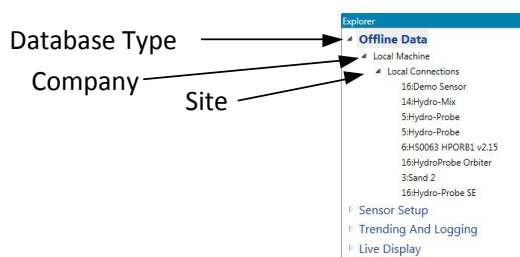 Database Type
Company
Site
Explorer
Offline Data
Local Machine
Local Connections
16:Demo Sensor
14:Hydro-Mix
5:Hydro-Probe
5:Hydro-Probe
6:HS0063 HPORB1 v2.15
16:HydroProbe Orbiter
3:Sand 2
16:Hydro-Probe SE
Sensor Setup
Trending And Logging
Live Display